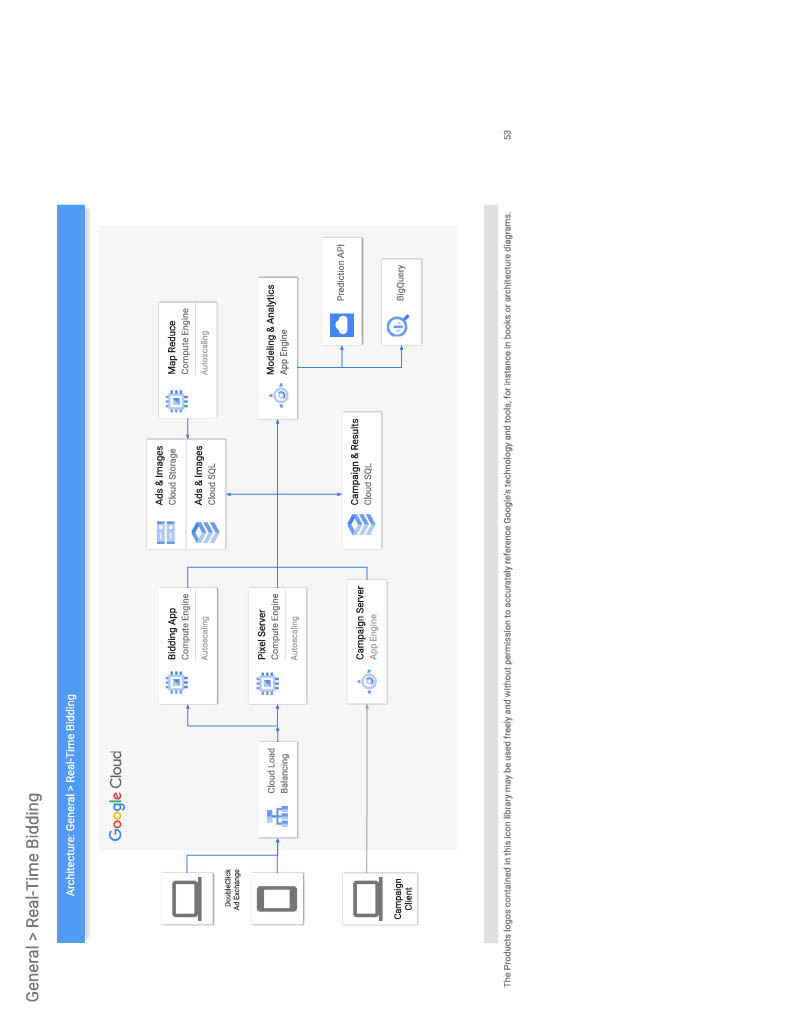 General > Real-Time Bidding
Architecture: General > Real-Time Bidding
Google Cloud
DoubleClick
Ad Exchange
Campaign
Client
Cloud Load
Balancing
Bidding App
Compute Engine
Autoscaling
Pixel Server
Compute Engine
Autoscaling
Campaign Server
App Engine
Ads & Images
Cloud Storage
Ads & Images
Cloud SQL
Campaign & Results
Cloud SQL
Map Reduce
Compute Engine
Autoscaling
Modeling & Analytics
App Engine
Prediction API
BigQuery
The Products logos contained in this icon library may be used freely and without permission to accurately reference Google's technology and tools, for instance in books or architecture diagrams.
53